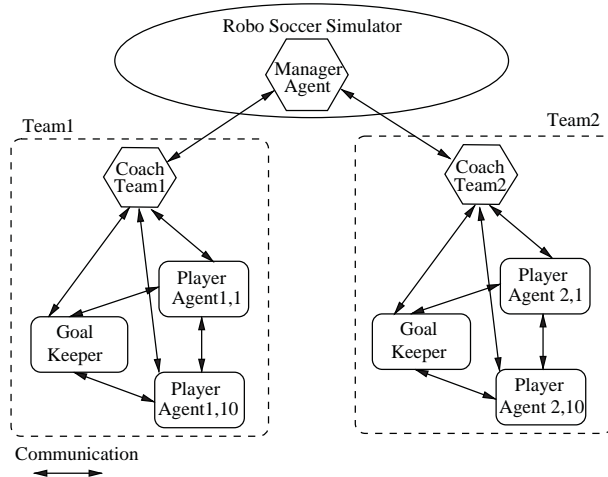 Robo Soccer Simulator
Manager
Agent
Team1
Team2
Coach
Team1
Coach
Team2
Player
Agent1,1
Goal
Keeper
Player
Agent1,10
Player
Agent 2,1
Goal
Keeper
Player
Agent 2,10
Communication